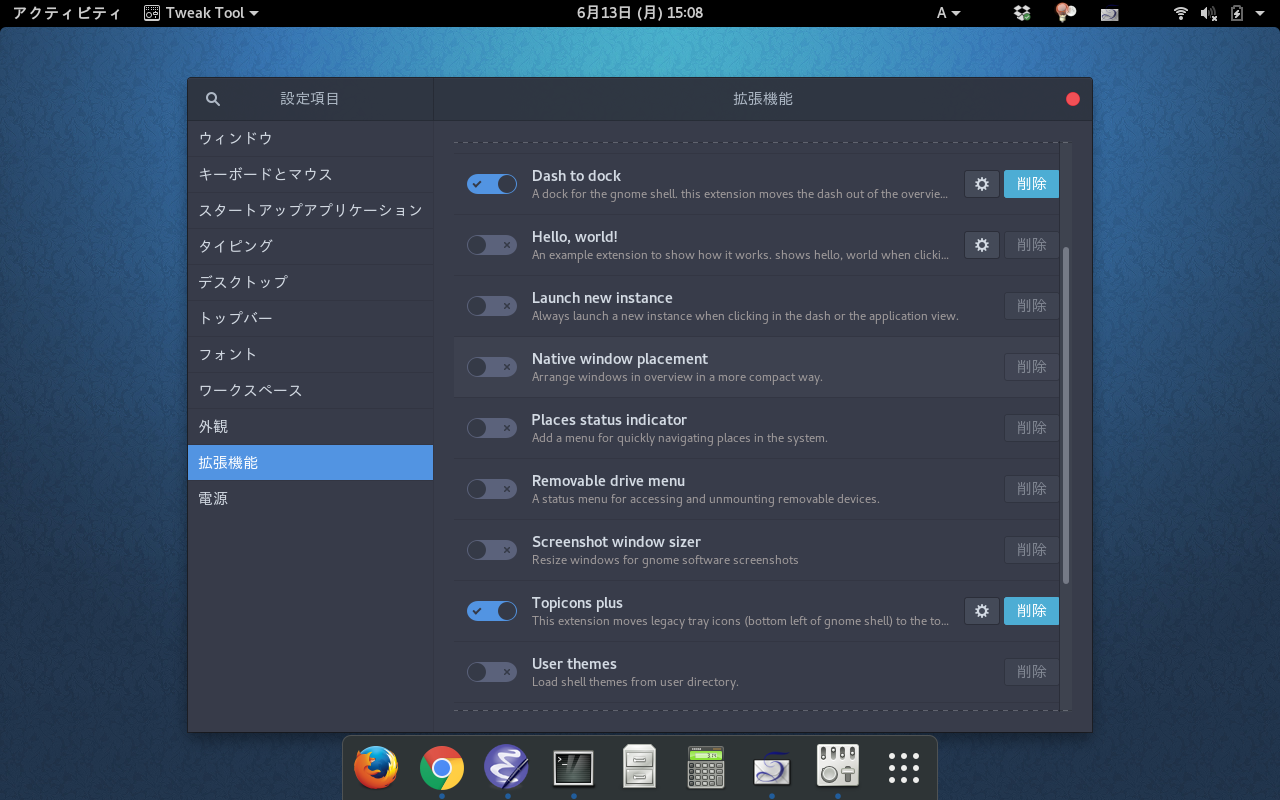 アクティビティ
Tweak Tool
6月13日 (月) 15:08
A
設定項目
拡張機能
ウィンドウ
キーボードとマウス
スタートアップアプリケーション
タイピング
デスクトップ
トップバー
フォント
ワークスペース
外観
拡張機能
電源
Dash to dock
A dock for the gnome shell. this extension moves the dash out of the overvie...
削除
Hello, world!
An example extension to show how it works. shows hello, world when clicki...
削除
Launch new instance
Always launch a new instance when clicking in the dash or the application view.
削除
Native window placement
Arrange windows in overview in a more compact way.
削除
Places status indicator
Add a menu for quickly navigating places in the system.
削除
Removable drive menu
A status menu for accessing and unmounting removable devices.
削除
Screenshot window sizer
Resize windows for gnome software screenshots
削除
Topicons plus
This extension moves legacy tray icons (bottom left of gnome shell) to the to...
削除
User themes
Load shell themes from user directory.
削除